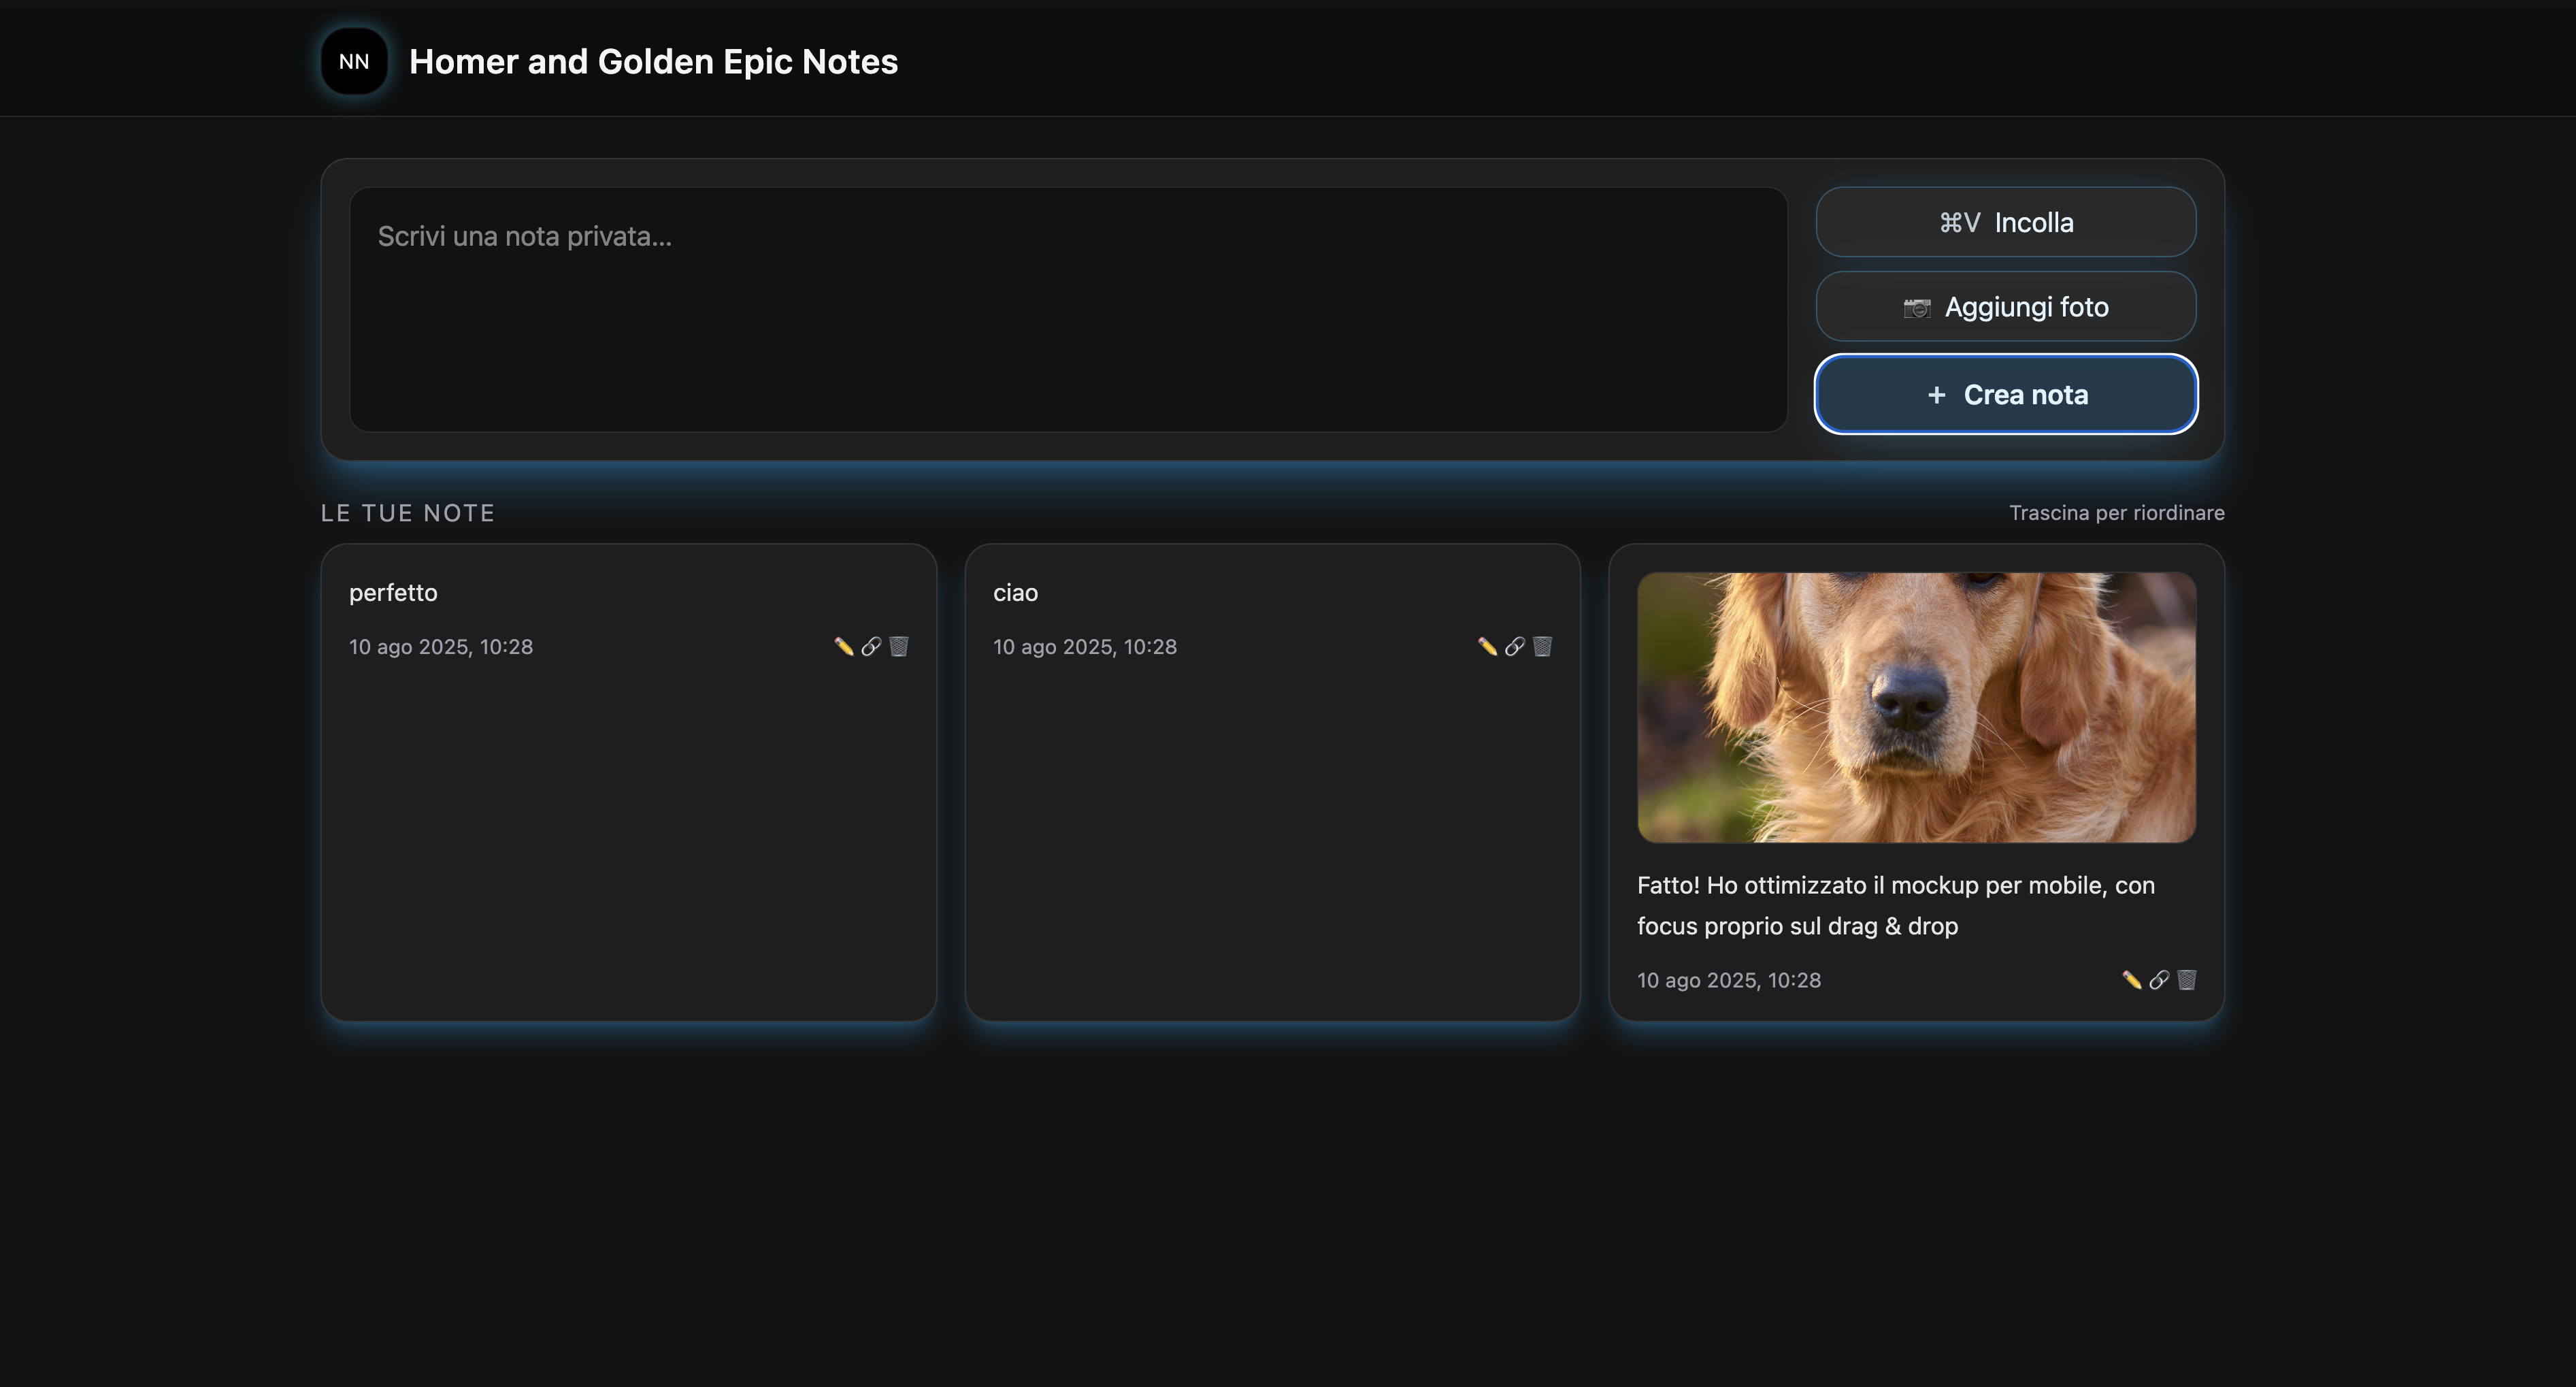 NN
Homer and Golden Epic Notes
Scrivi una nota privata...
⌘V Incolla
Aggiungi foto
+ Crea nota
LE TUE NOTE
Trascina per riordinare
perfetto
10 ago 2025, 10:28
ciao
10 ago 2025, 10:28
Fatto! Ho ottimizzato il mockup per mobile, con
focus proprio sul drag & drop
10 ago 2025, 10:28